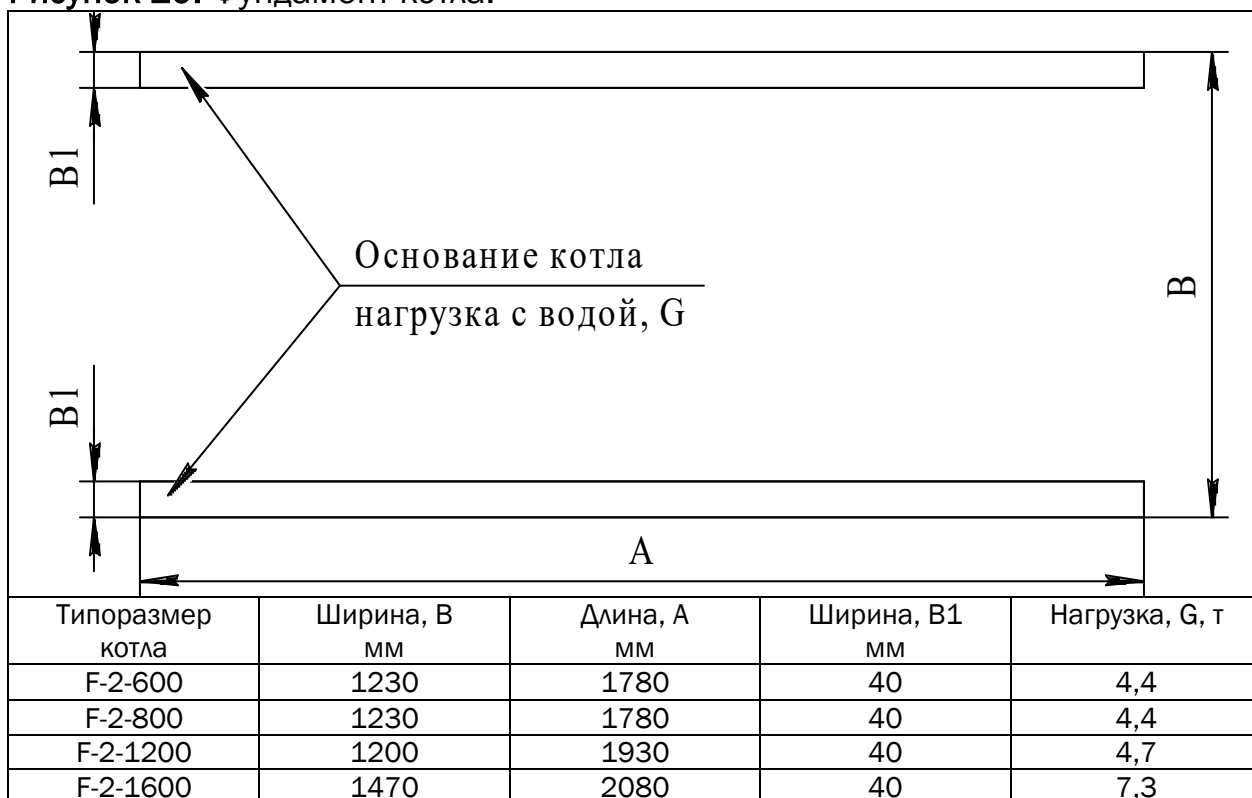 Фундамент котла.
B1
B
Основание котла
нагрузка с водой, G
B1
A
Типоразмер котла Ширина, B мм Длина, A мм Ширина, B1 мм Нагрузка, G, т
F-2-600 1230 1780 40 4,4
F-2-800 1230 1780 40 4,4
F-2-1200 1200 1930 40 4,7
F-2-1600 1470 2080 40 7,3